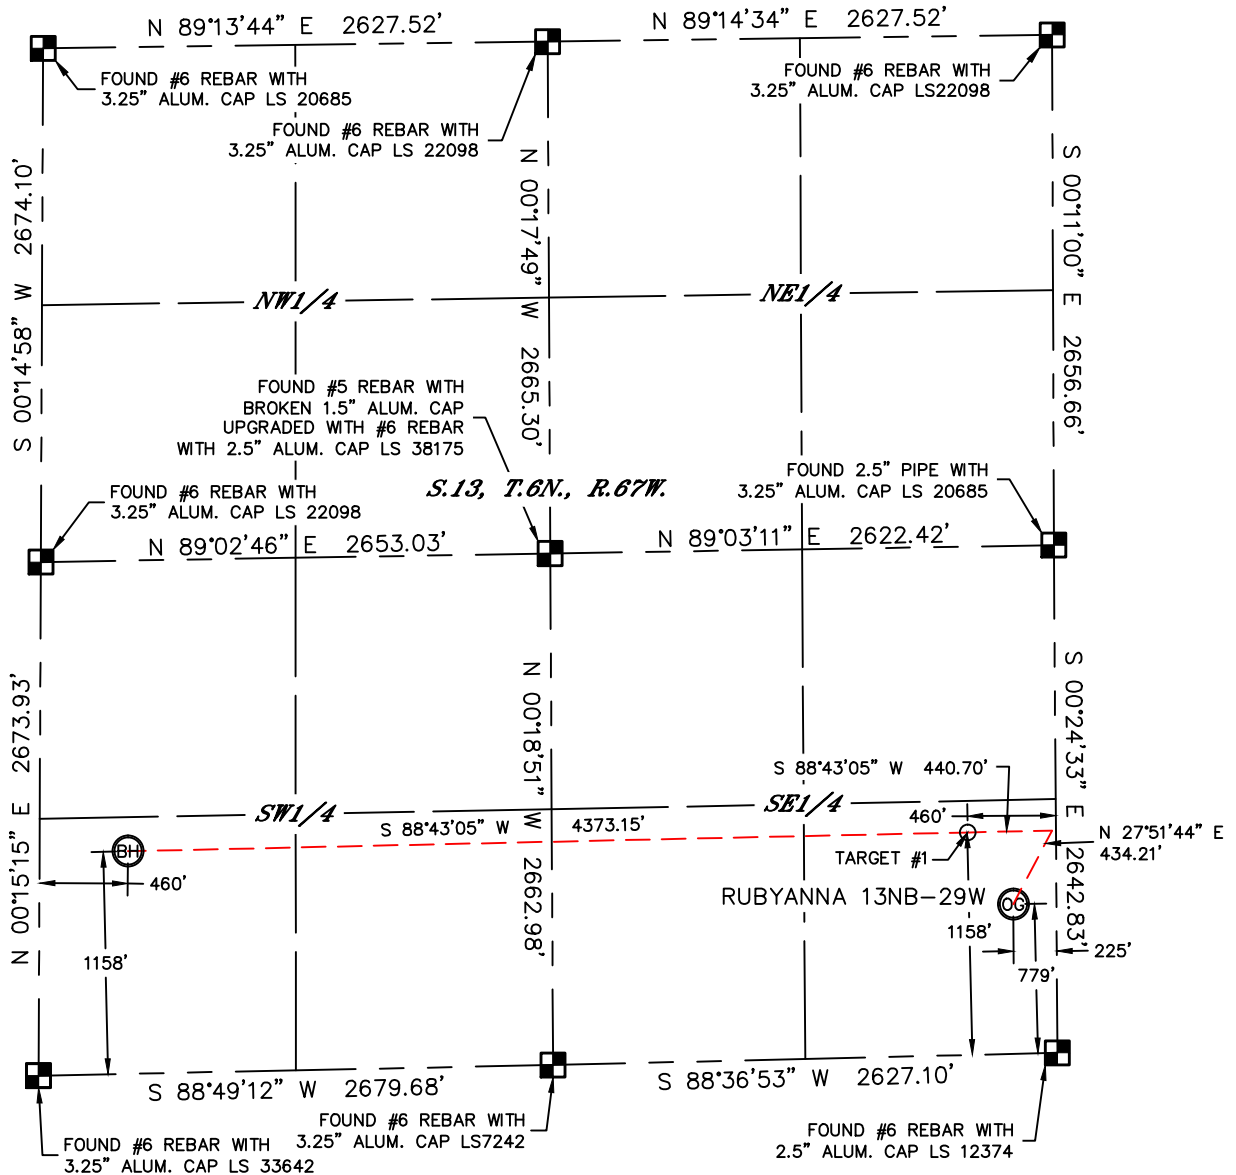 N 89°13'44" E 2627.52'
N 89°14'34" E 2627.52'
FOUND #6 REBAR WITH
3.25" ALUM. CAP LS 20685
FOUND #6 REBAR WITH
3.25" ALUM. CAP LS 22098
FOUND #6 REBAR WITH
3.25" ALUM. CAP LS22098
S 00°14'58" W 2674.10'
N 00°17'49" W 2665.30'
S 00°11'00" E 2656.66'
NW1/4
NE1/4
FOUND #5 REBAR WITH
BROKEN 1.5" ALUM. CAP
UPGRADED WITH #6 REBAR
WITH 2.5" ALUM. CAP LS 38175
S.13, T.6N., R.67W.
FOUND #6 REBAR WITH
3.25" ALUM. CAP LS 22098
FOUND 2.5" PIPE WITH
3.25" ALUM. CAP LS 20685
N 89°02'46" E 2653.03'
N 89°03'11" E 2622.42'
N 00°15'15" E 2673.93'
N 00°18'51" W 2662.98'
S 00°24'33" E 2642.83'
S 88°43'05" W 440.70'
SW1/4
SE1/4
460'
S 88°43'05" W 4373.15'
N 27°51'44" E
434.21'
BH
TARGET #1
460'
RUBYANNA 13NB-29W
OG
1158'
1158'
225'
779'
S 88°49'12" W 2679.68'
S 88°36'53" W 2627.10'
FOUND #6 REBAR WITH
3.25" ALUM. CAP LS7242
FOUND #6 REBAR WITH
3.25" ALUM. CAP LS 33642
FOUND #6 REBAR WITH
2.5" ALUM. CAP LS 12374